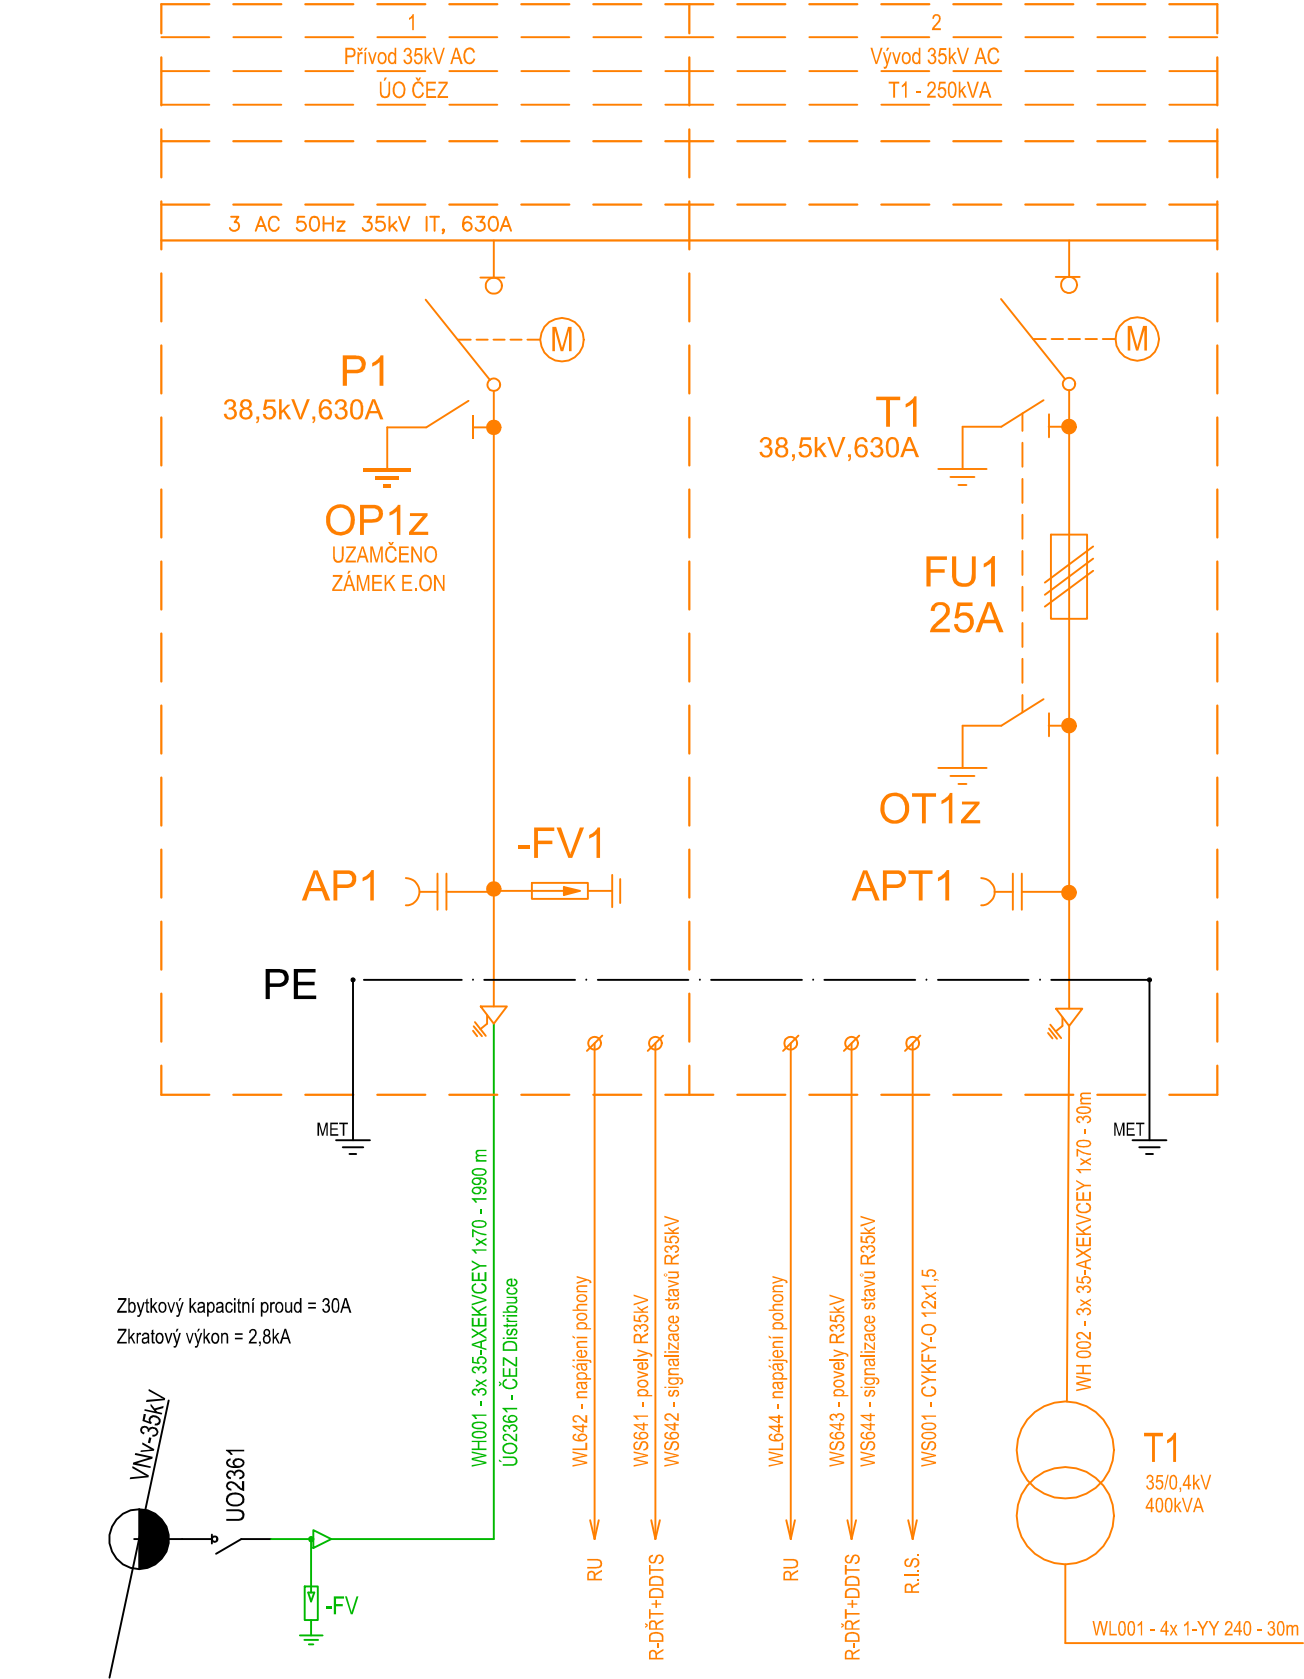 1
2
Přívod 35kV AC
Vývod 35kV AC
ÚO ČEZ
T1 - 250kVA
3 AC 50Hz 35kV IT, 630A
M
M
P1
38,5kV,630A
T1
38,5kV,630A
OP1z
UZAMČENO
ZÁMEK E.ON
FU1
25A
OT1z
-FV1
AP1
APT1
PE
MET
MET
WH001 - 3x 35-AXEKVCEY 1x70 - 1990 m
ÚO2361 - ČEZ Distribuce
WL642 - napájení pohony
WS641 - povely R35kV
WS642 - signalizace stavů R35kV
WL644 - napájení pohony
WS643 - povely R35kV
WS644 - signalizace stavů R35kV
WS001 - CYKFY-O 12x1,5
WH 002 - 3x 35-AXEKVCEY 1x70 - 30m
Zbytkový kapacitní proud = 30A
Zkratový výkon = 2,8kA
VNv-35kV
UO2361
-FV
T1
35/0,4kV
400kVA
RU
R-DŘT+DDTS
RU
R-DŘT+DDTS
R.I.S.
WL001 - 4x 1-YY 240 - 30m